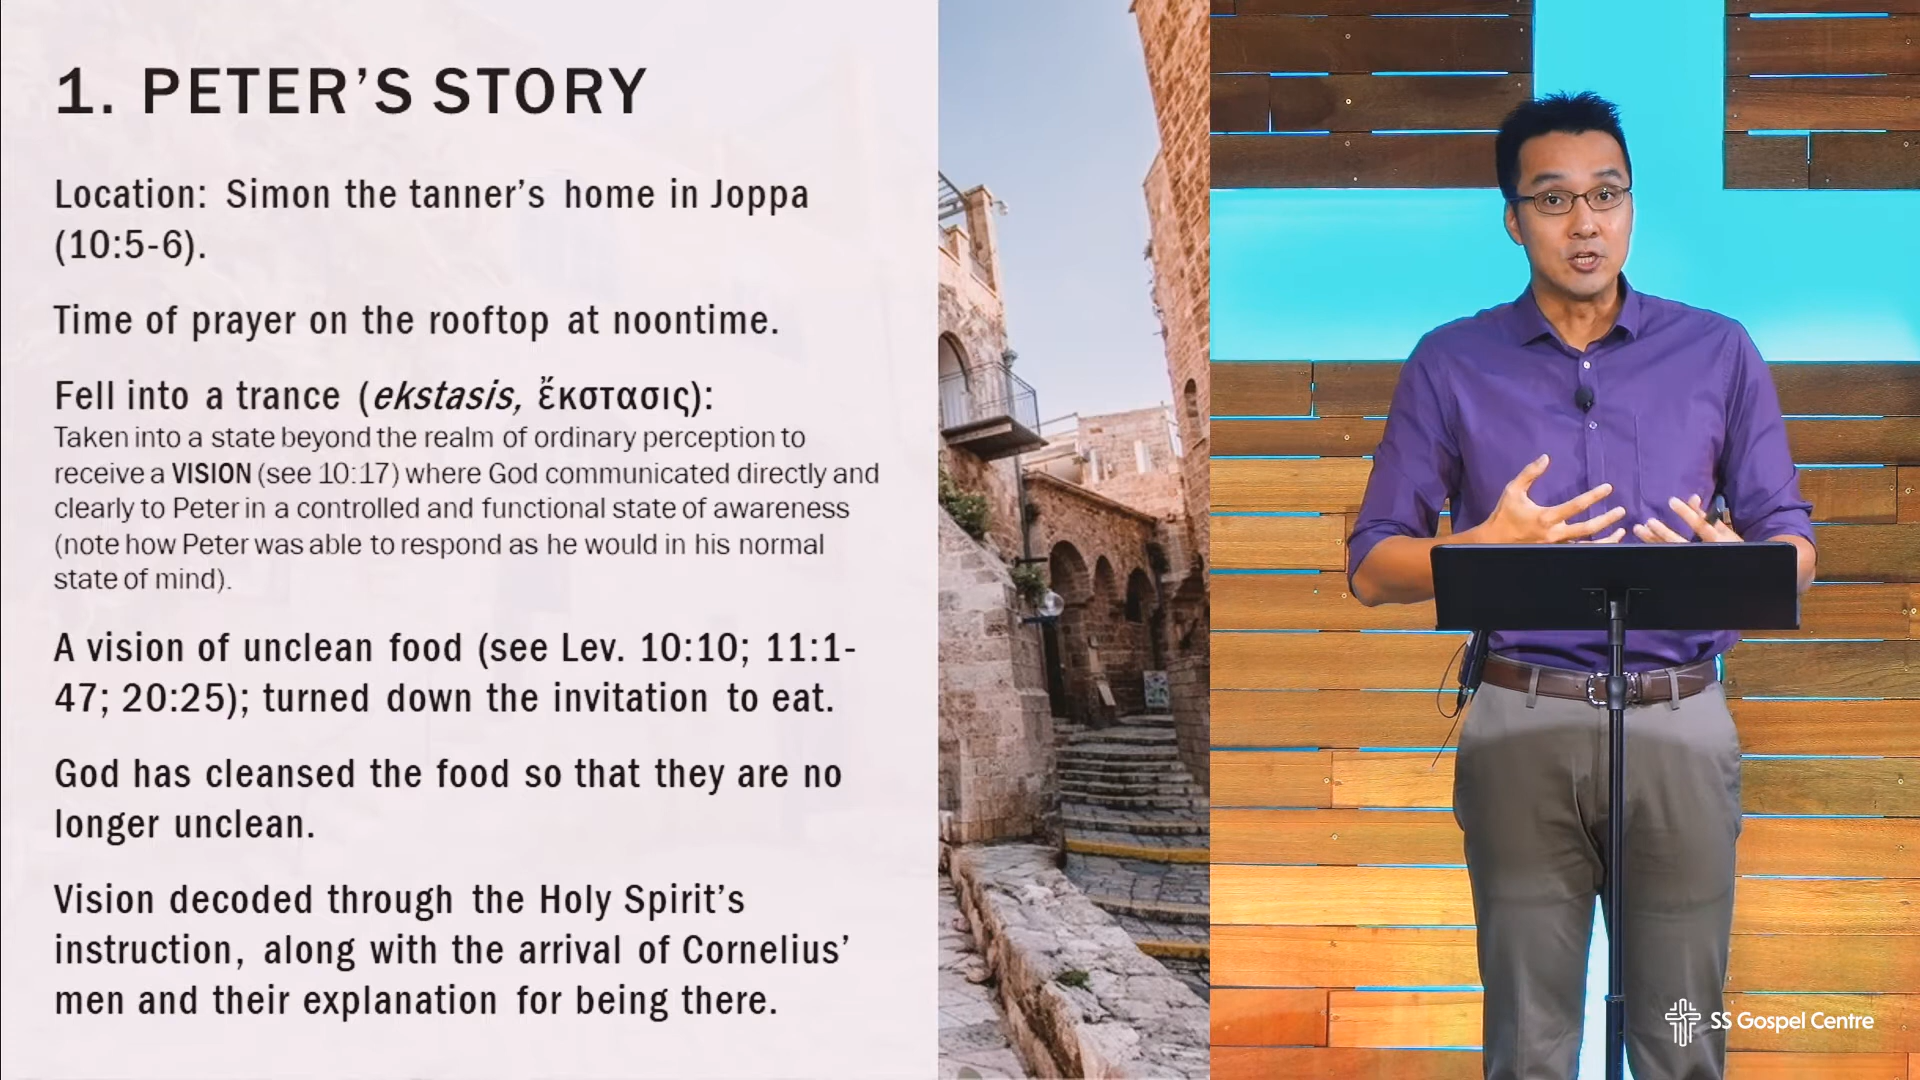 1. PETER'S STORY
Location: Simon the tanner's home in Joppa
(10:5-6).
Time of prayer on the rooftop at noontime.
Fell into a trance (ekstasis, ἔκστασις):
Taken into a state beyond the realm of ordinary perception to
receive a VISION (see 10:17) where God communicated directly and
clearly to Peter in a controlled and functional state of awareness
(note how Peter was able to respond as he would in his normal
state of mind).
A vision of unclean food (see Lev. 10:10; 11:1-
47; 20:25); turned down the invitation to eat.
God has cleansed the food so that they are no
longer unclean.
Vision decoded through the Holy Spirit's
instruction, along with the arrival of Cornelius'
men and their explanation for being there.
SS Gospel Centre